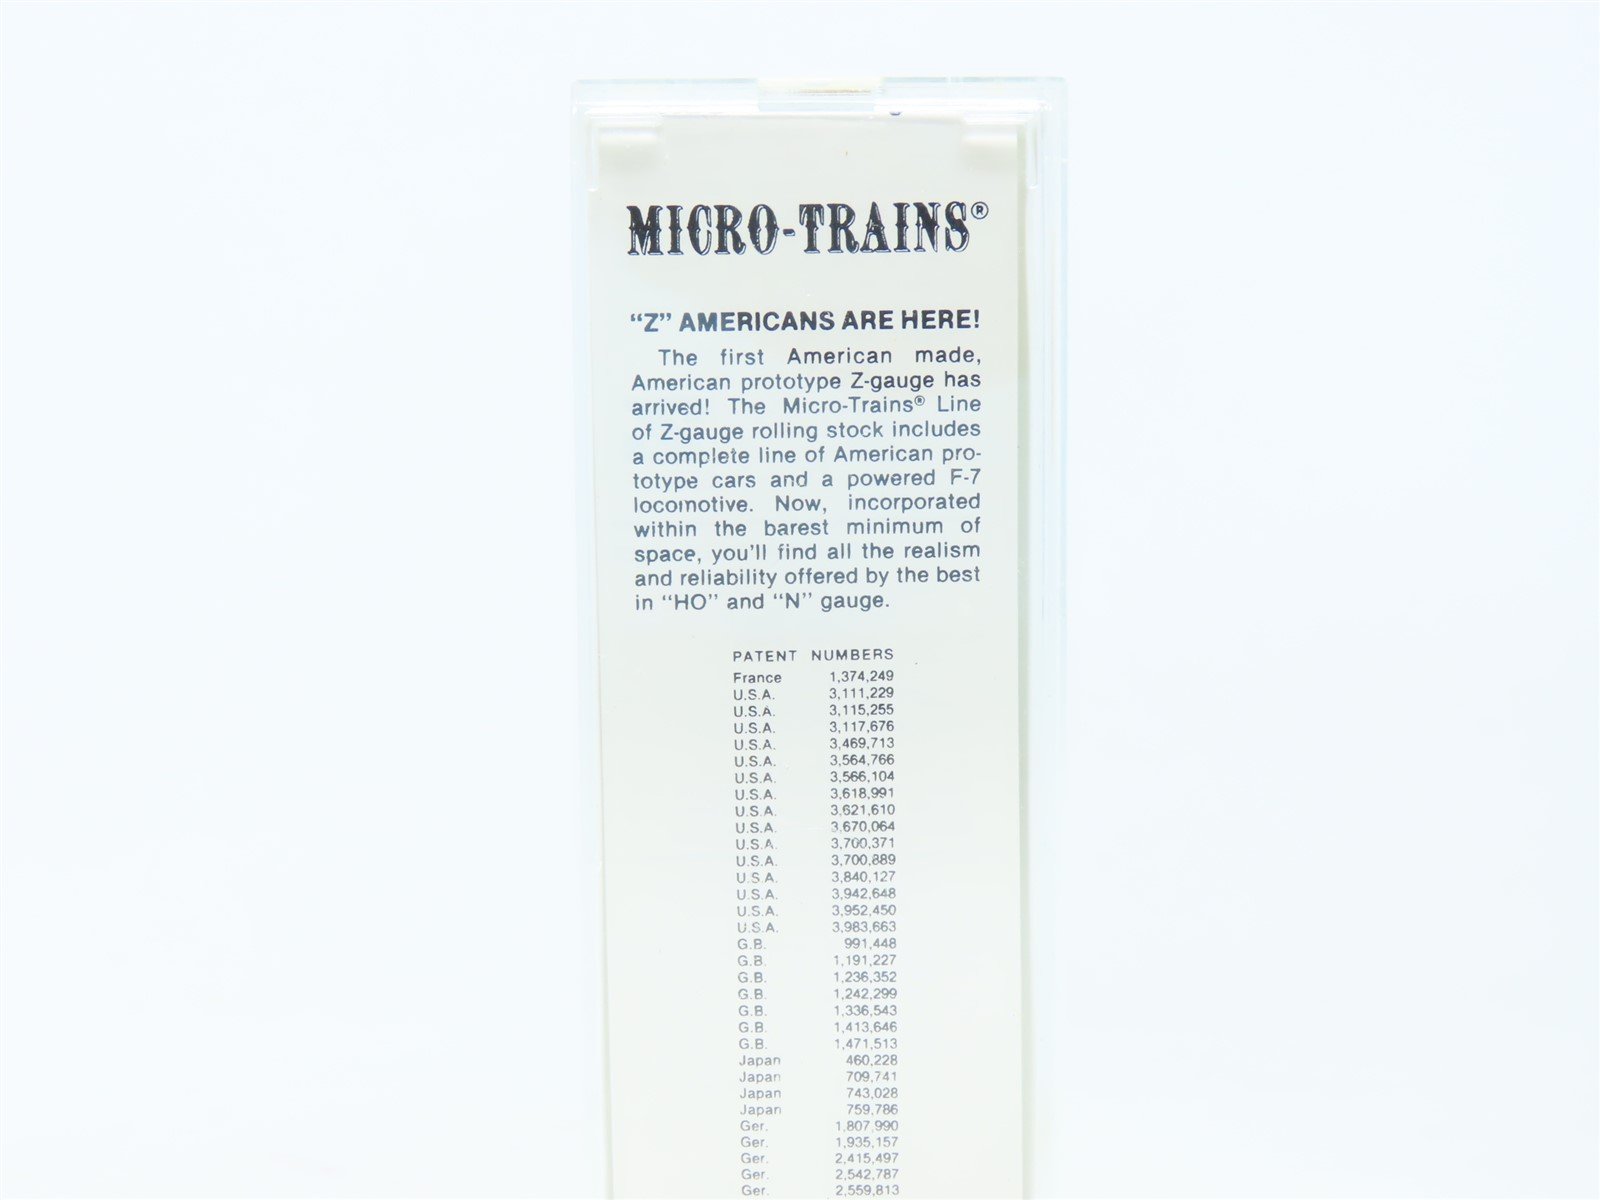 MICRO-TRAINS®
“Z” AMERICANS ARE HERE!
The first American made,
American prototype Z-gauge has
arrived! The Micro-Trains® Line
of Z-gauge rolling stock includes
a complete line of American pro-
totype cars and a powered F-7
locomotive. Now, incorporated
within the barest minimum of
space, you'll find all the realism
and reliability offered by the best
in “HO” and “N” gauge.
PATENT NUMBERS
France 1,374,249
U.S.A. 3,111,229
U.S.A. 3,115,255
U.S.A. 3,117,676
U.S.A. 3,469,713
U.S.A. 3,564,766
U.S.A. 3,566,104
U.S.A. 3,618,991
U.S.A. 3,621,610
U.S.A. 3,670,064
U.S.A. 3,700,371
U.S.A. 3,700,889
U.S.A. 3,840,127
U.S.A. 3,942,648
U.S.A. 3,952,450
U.S.A. 3,983,663
G.B. 991,448
G.B. 1,191,227
G.B. 1,236,352
G.B. 1,242,299
G.B. 1,336,543
G.B. 1,413,646
G.B. 1,471,513
Japan 460,228
Japan 709,741
Japan 743,028
Japan 759,786
Ger. 1,807,990
Ger. 1,935,157
Ger. 2,415,497
Ger. 2,542,787
Ger. 2,559,813